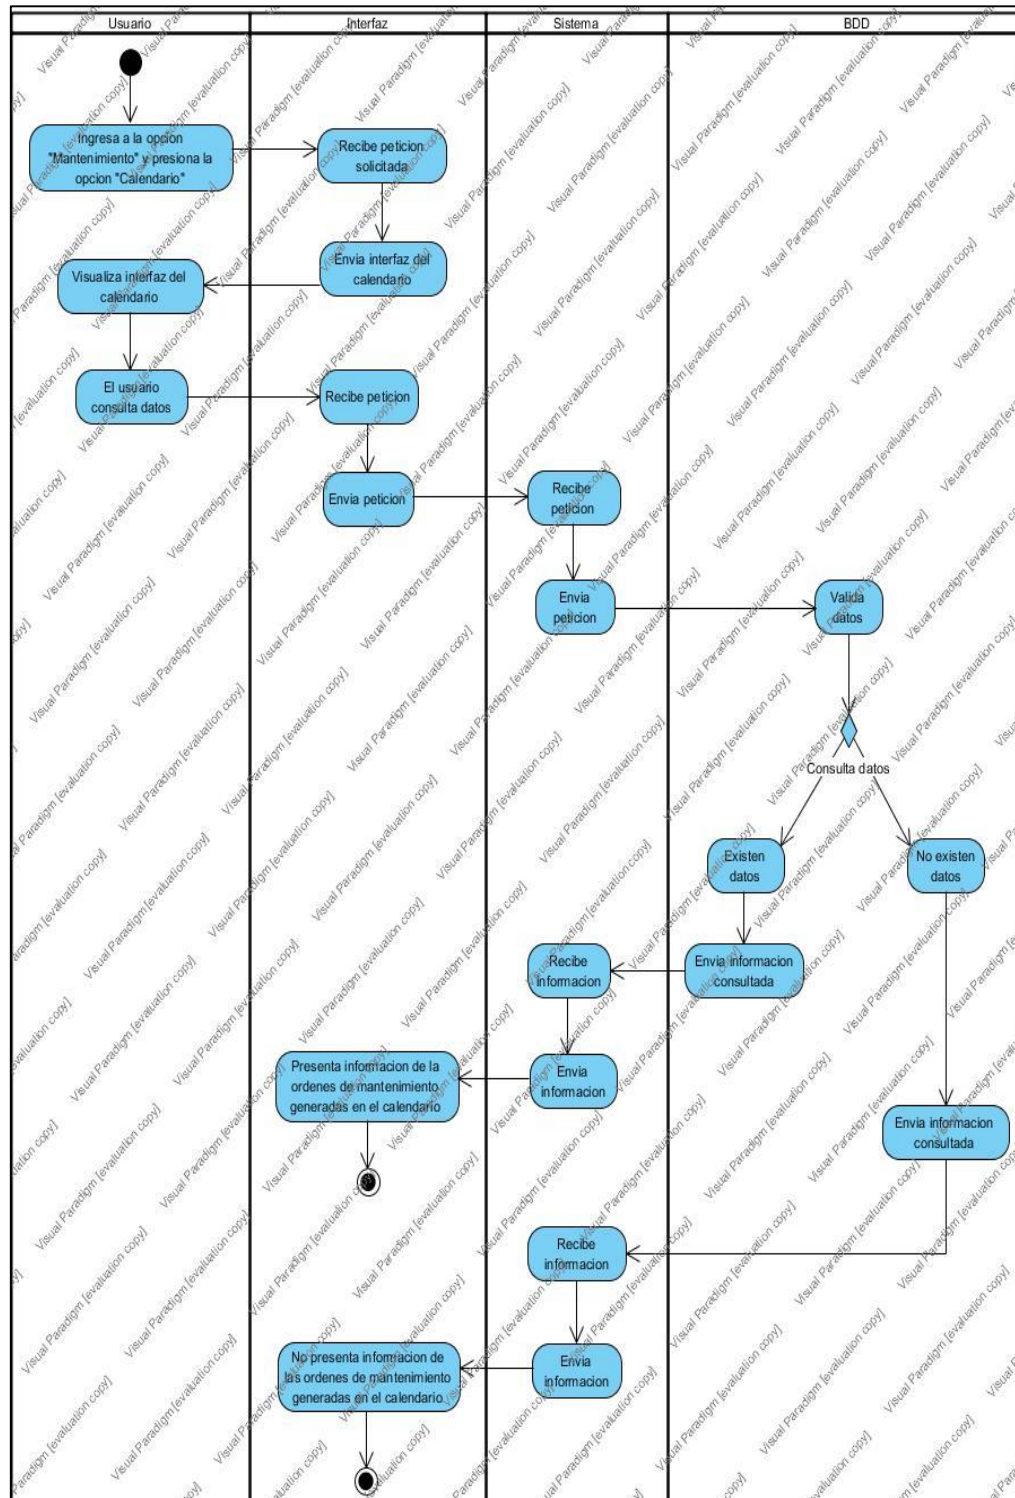 Usuario
Interfaz
Sistema
BDD
Ingresa a la opcion
"Mantenimiento" y presiona la
opcion "Calendario"
Recibe peticion
solicitada
Envia interfaz del
calendario
Visualiza interfaz del
calendario
El usuario
consulta datos
Recibe peticion
Envia peticion
Recibe
peticion
Envia
peticion
Valida
datos
Consulta datos
Existen
datos
No existen
datos
Envia informacion
consultada
Recibe
informacion
Envia
informacion
Presenta informacion de la
ordenes de mantenimiento
generadas en el calendario
Envia informacion
consultada
Recibe
informacion
Envia
informacion
No presenta informacion de
las ordenes de mantenimiento
generadas en el calendario
Visual Paradigm [evaluation copy]